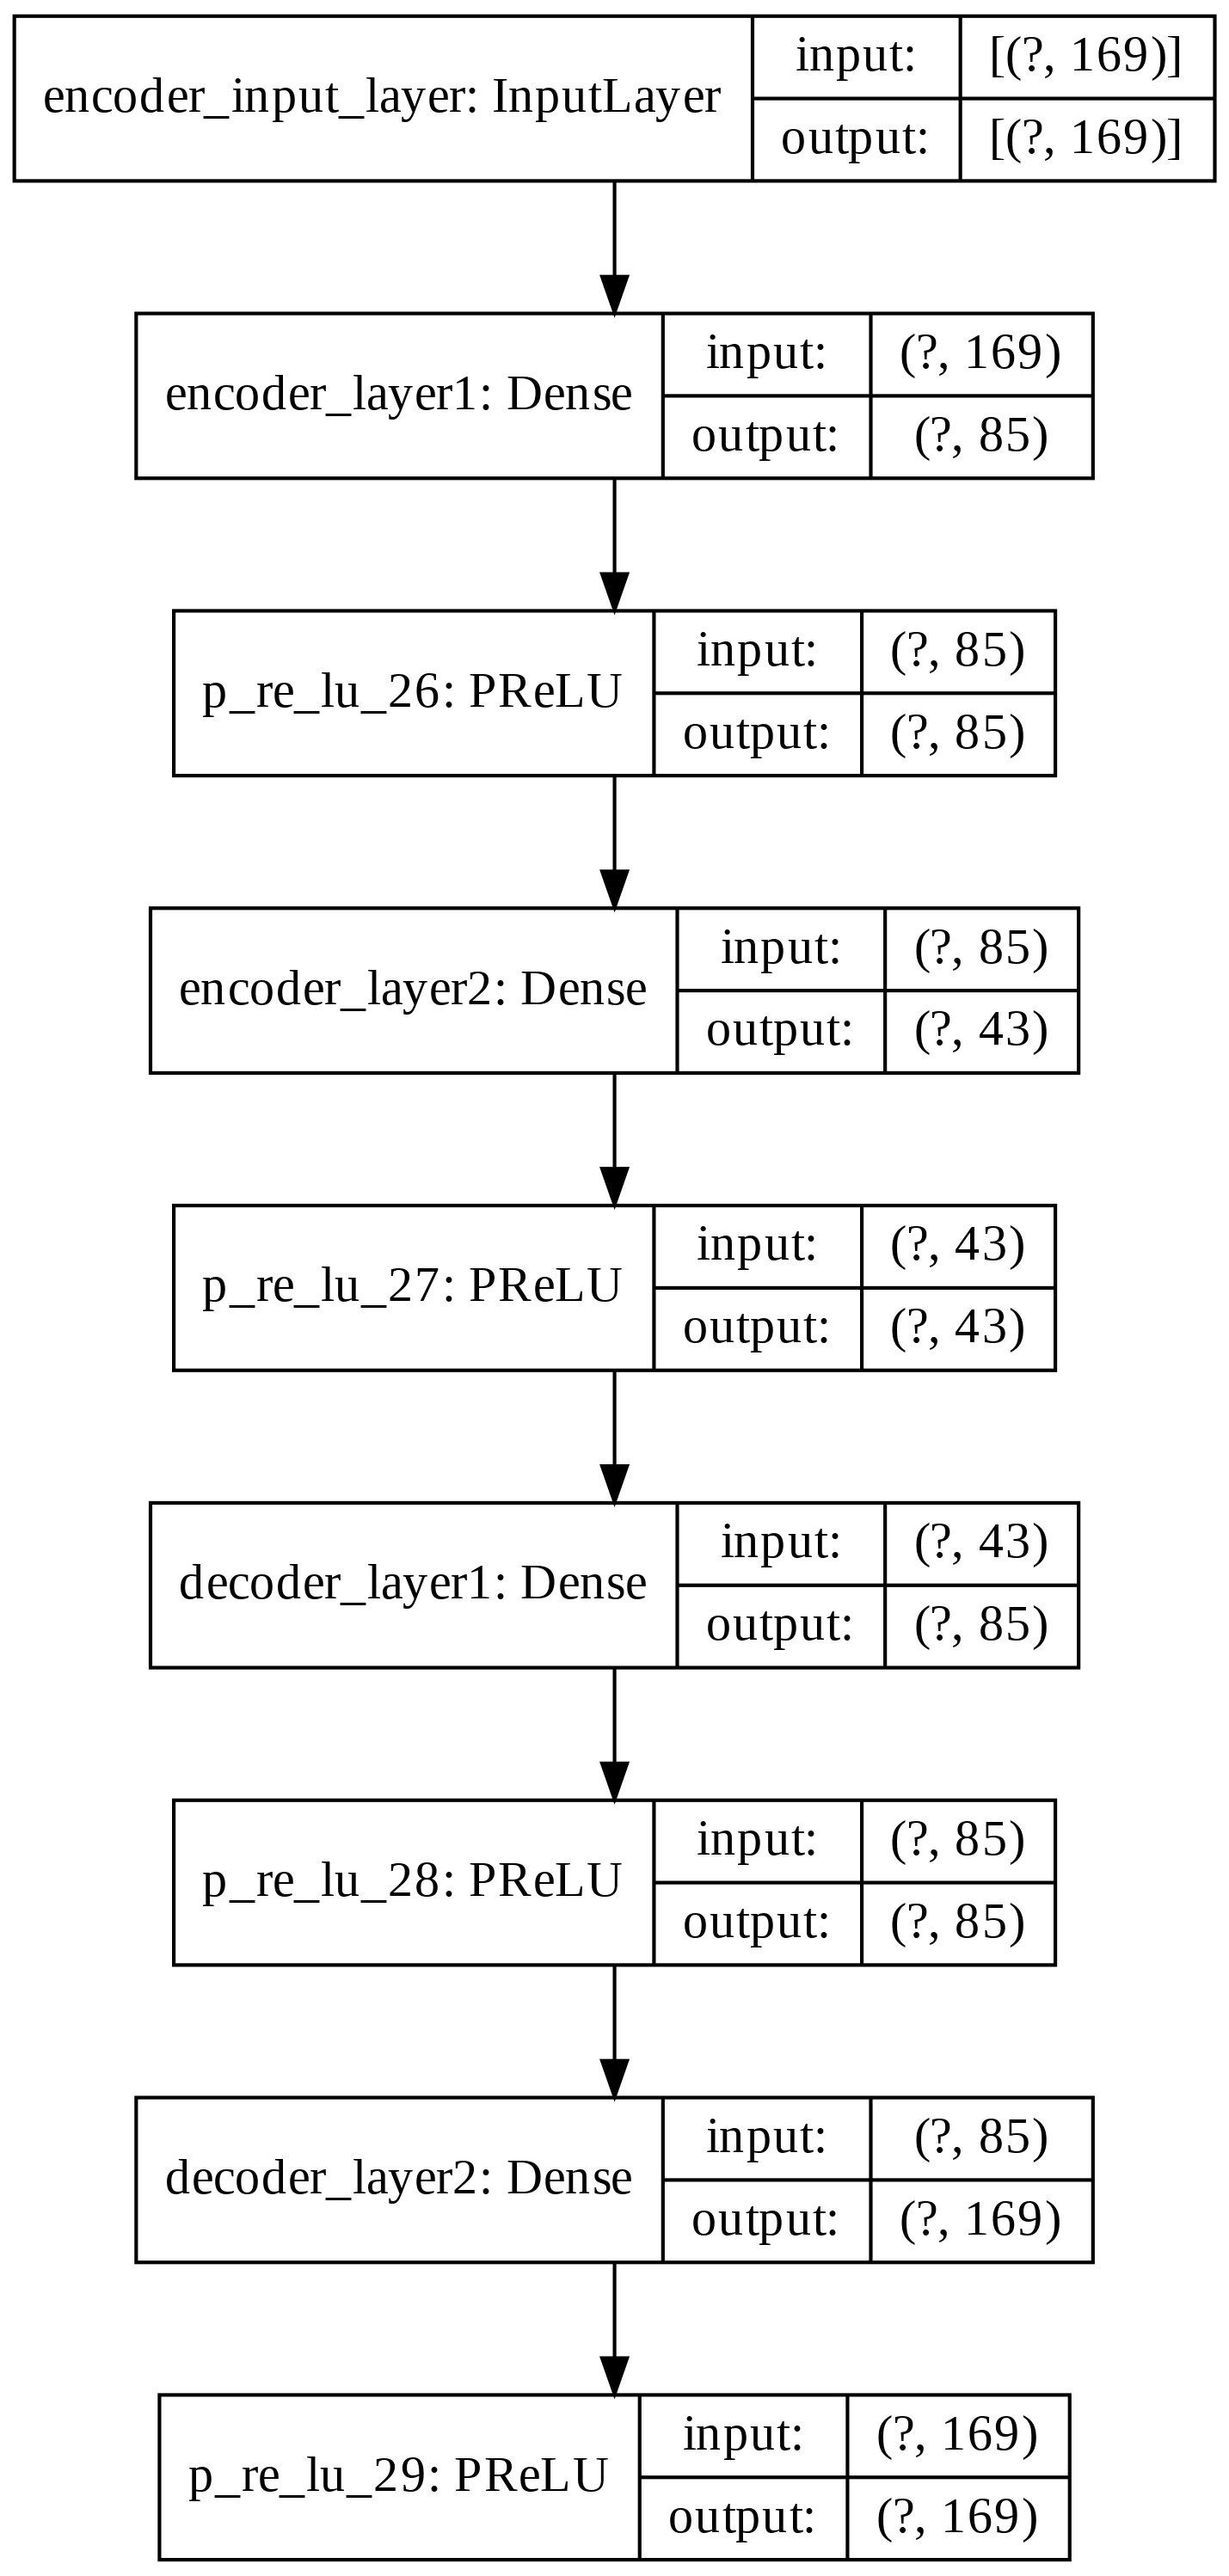 encoder_input_layer: InputLayer
input: [(?, 169)]
output: [(?, 169)]
encoder_layer1: Dense
input: (?, 169)
output: (?, 85)
p_re_lu_26: PReLU
input: (?, 85)
output: (?, 85)
encoder_layer2: Dense
input: (?, 85)
output: (?, 43)
p_re_lu_27: PReLU
input: (?, 43)
output: (?, 43)
decoder_layer1: Dense
input: (?, 43)
output: (?, 85)
p_re_lu_28: PReLU
input: (?, 85)
output: (?, 85)
decoder_layer2: Dense
input: (?, 85)
output: (?, 169)
p_re_lu_29: PReLU
input: (?, 169)
output: (?, 169)